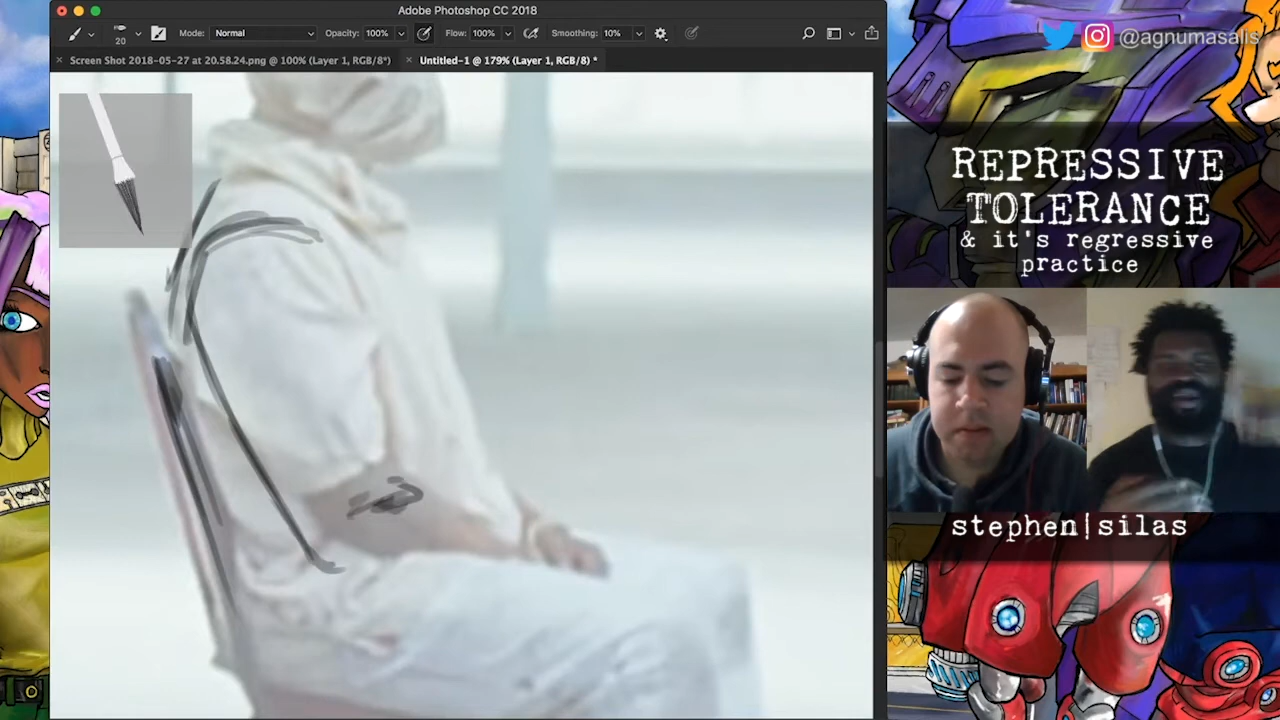 Adobe Photoshop CC 2018
20
Mode: Normal
Opacity: 100%
Flow: 100%
Smoothing: 10%
Screen Shot 2018-05-27 at 20.58.24.png @ 100% (Layer 1, RGB/8*)
Untitled-1 @ 179% (Layer 1, RGB/8) *
@agnumasalis
REPRESSIVE
TOLERANCE
& it's regressive
practice
stephen|silas